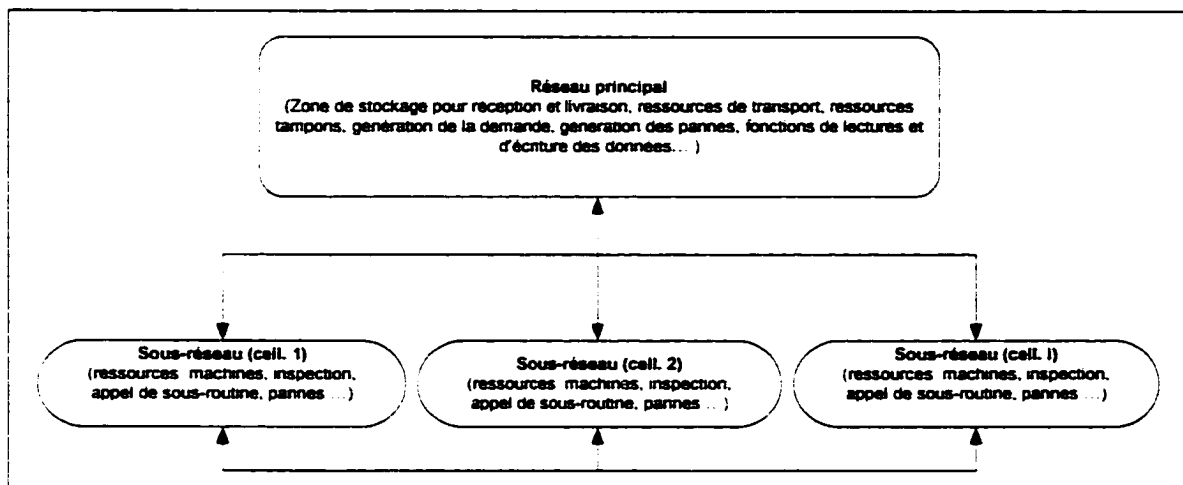 Réseau principal
(Zone de stockage pour réception et livraison, ressources de transport, ressources
tampons, genération de la demande, generation des pannes, fonctions de lectures et
d'écriture des données... )
Sous-réseau (cell. 1)
(ressources machines, inspection,
appel de sous-routine, pannes ...)
Sous-réseau (cell. 2)
(ressources machines, inspection,
appel de sous-routine, pannes ...)
Sous-réseau (cell. I)
(ressources machines, inspection,
appel de sous-routine, pannes ...)